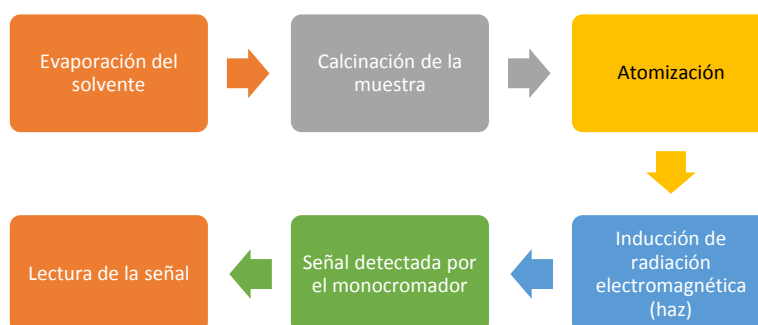 Evaporación del
solvente
Calcinación de la
muestra
Atomización
Inducción de
radiación
electromagnética
(haz)
Señal detectada por
el monocromador
Lectura de la señal